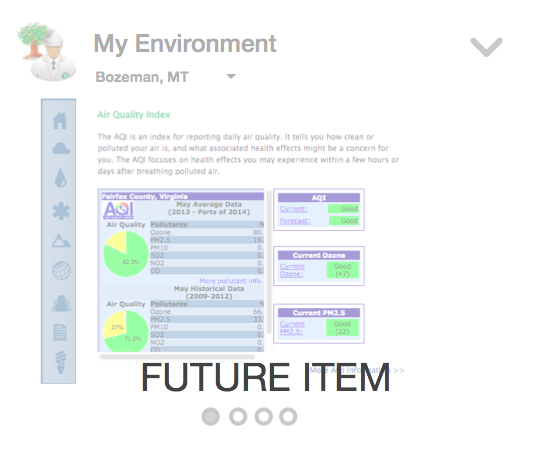 My Environment
Bozeman, MT
Air Quality Index
The AQI is an index for reporting daily air quality. It tells you how clean or
polluted your air is, and what associated health effects might be a concern for
you. The AQI focuses on health effects you may experience within a few hours or
days after breathing polluted air.
Fairfax County, Virginia
AQI
May Average Data
(2013 - Parts of 2014)
Air Quality Pollutants %
Ozone 80.
PM2.5 19.
PM10 0.
SO2 0.
NO2 0.
CO 0.
82.3%
More pollutant info.
May Historical Data
(2009-2012)
Air Quality Pollutants %
Ozone 66.
PM2.5 33.
PM10 0.
SO2 0.
NO2 0.
CO 0.
27%
AQI
Current: Good
Forecast: Good
Current Ozone
Current Ozone: Good (47)
Current PM2.5
Current PM2.5: Good (22)
More AQI Information >>
FUTURE ITEM